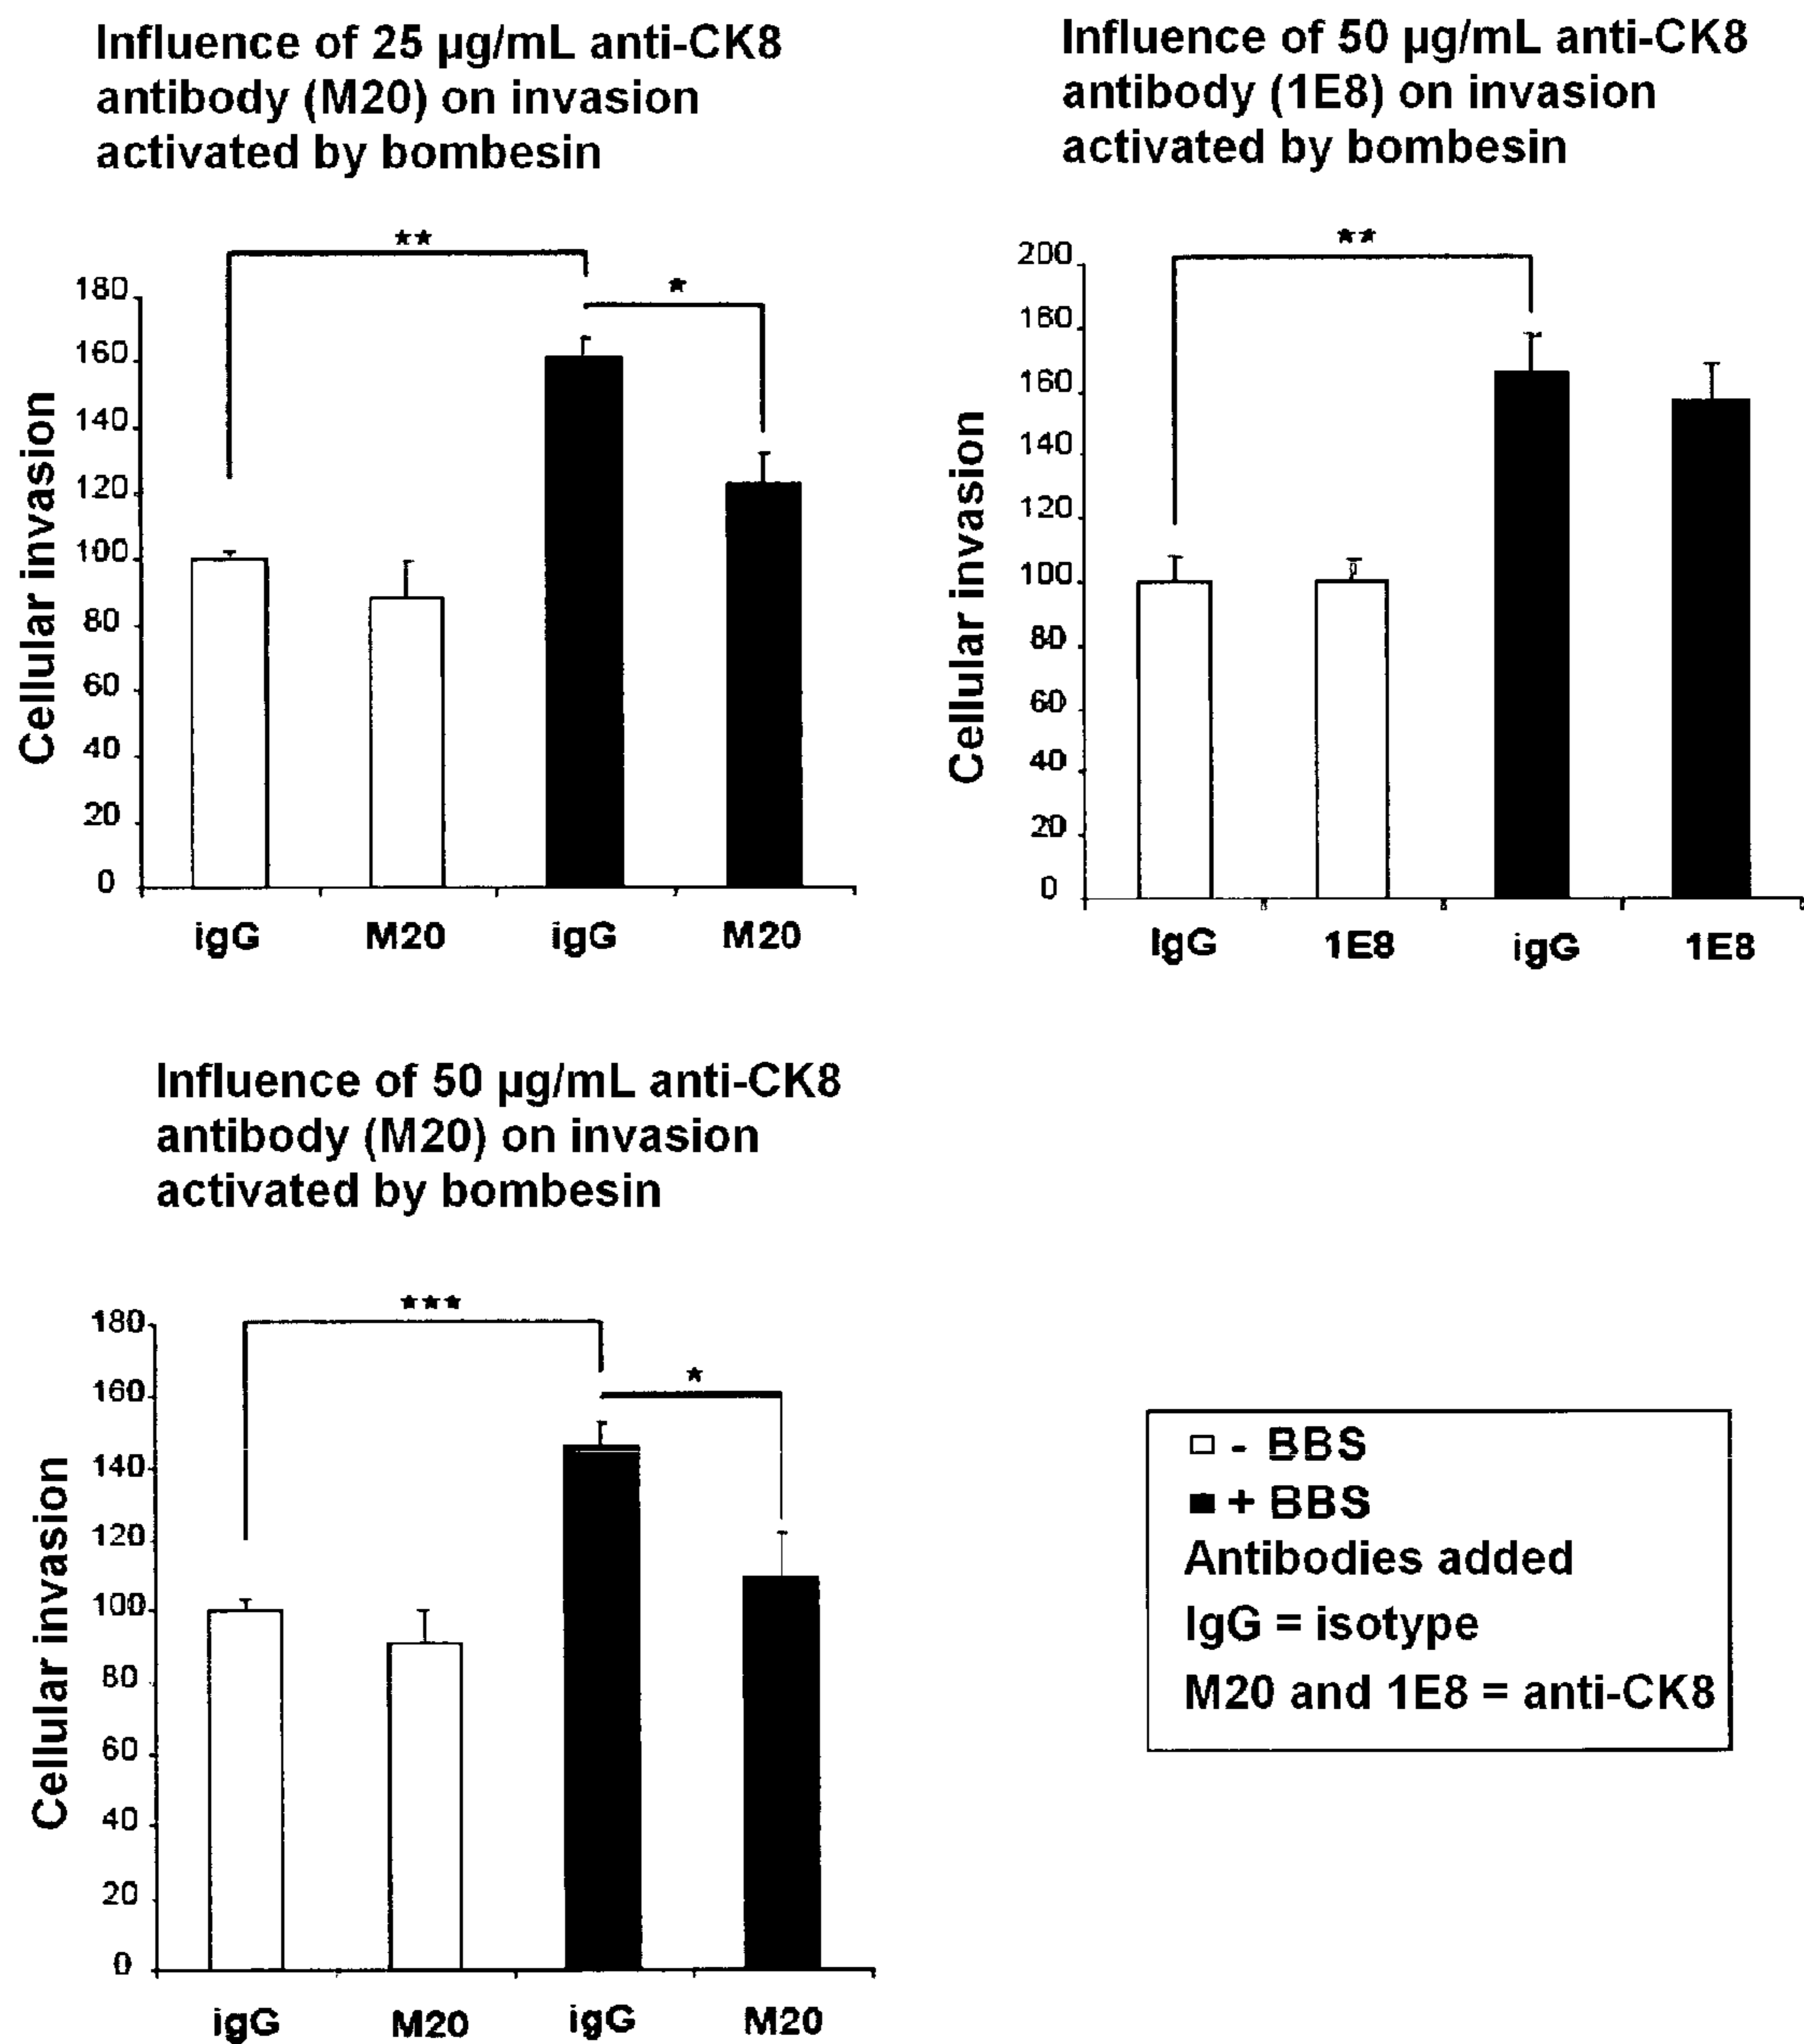 Influence of 25 µg/mL anti-CK8
antibody (M20) on invasion
activated by bombesin
**
*
180
160
140
120
100
80
60
40
20
0
Cellular invasion
igG
M20
igG
M20
Influence of 50 µg/mL anti-CK8
antibody (1E8) on invasion
activated by bombesin
**
200
180
160
140
120
100
80
60
40
20
0
Cellular invasion
IgG
1E8
igG
1E8
Influence of 50 µg/mL anti-CK8
antibody (M20) on invasion
activated by bombesin
***
*
180
160
140
120
100
80
60
40
20
0
Cellular invasion
igG
M20
igG
M20
- BBS
+ BBS
Antibodies added
IgG = isotype
M20 and 1E8 = anti-CK8